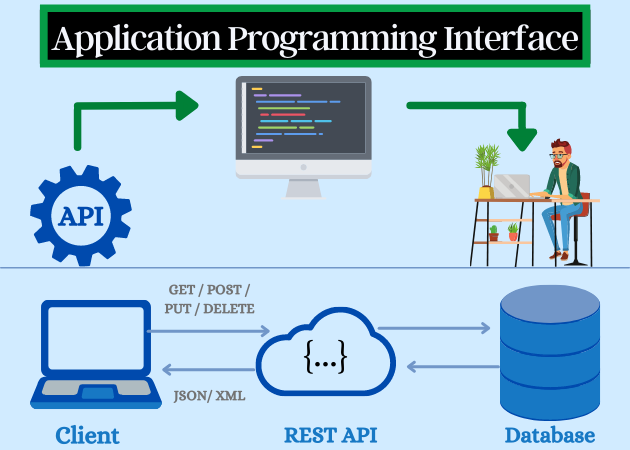 Application Programming Interface
API
GET / POST /
PUT / DELETE
{...}
JSON/ XML
Client
REST API
Database